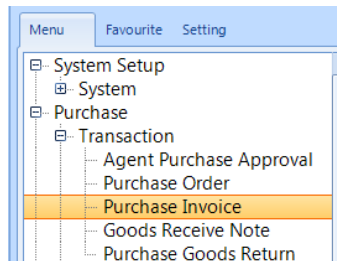 Menu Favourite Setting
System Setup
System
Purchase
Transaction
Agent Purchase Approval
Purchase Order
Purchase Invoice
Goods Receive Note
Purchase Goods Return